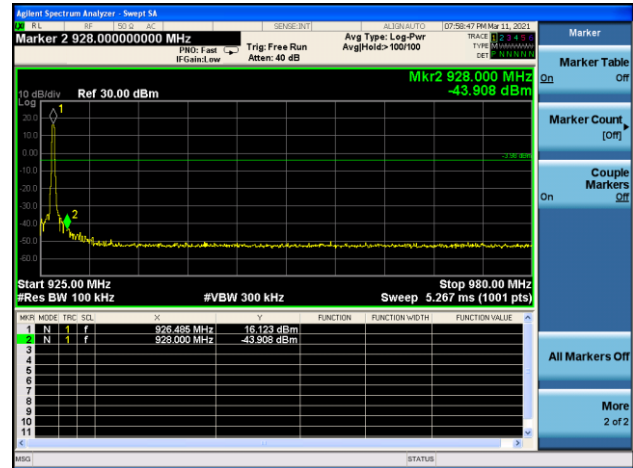 Agilent Spectrum Analyzer - Swept SA
RL RF 50 Ω AC SENSE:INT ALIGNAUTO 07:58:47 PM Mar 11, 2021
Marker 2 928.000000000 MHz
PNO: Fast
IFGain:Low
Trig: Free Run
Atten: 40 dB
Avg Type: Log-Pwr
Avg|Hold:> 100/100
TRACE 1 2 3 4 5 6
TYPE M
DET P N N N N N
Mkr2 928.000 MHz
-43.908 dBm
10 dB/div Ref 30.00 dBm
Log
20.0
10.0
0.00
-10.0
-20.0
-30.0
-40.0
-50.0
-60.0
1
2
-3.98 dBm
Start 925.00 MHz Stop 980.00 MHz
#Res BW 100 kHz #VBW 300 kHz Sweep 5.267 ms (1001 pts)
MKR MODE TRC SCL X Y FUNCTION FUNCTION WIDTH FUNCTION VALUE
1 N 1 f 926.485 MHz 16.123 dBm
2 N 1 f 928.000 MHz -43.908 dBm
3
4
5
6
7
8
9
10
11
MSG STATUS
Marker
Marker Table
On Off
Marker Count
[Off]
Couple
Markers
On Off
All Markers Off
More
2 of 2